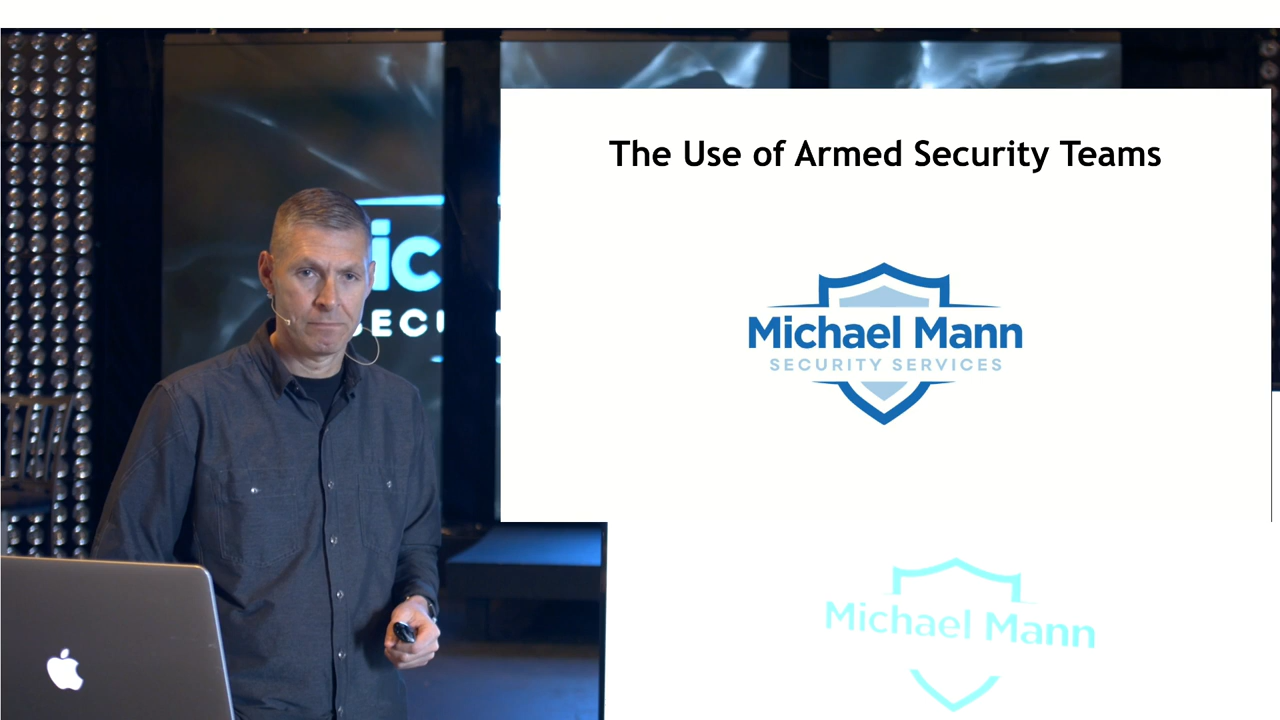 The Use of Armed Security Teams
Michael Mann
SECURITY SERVICES
Michael Mann